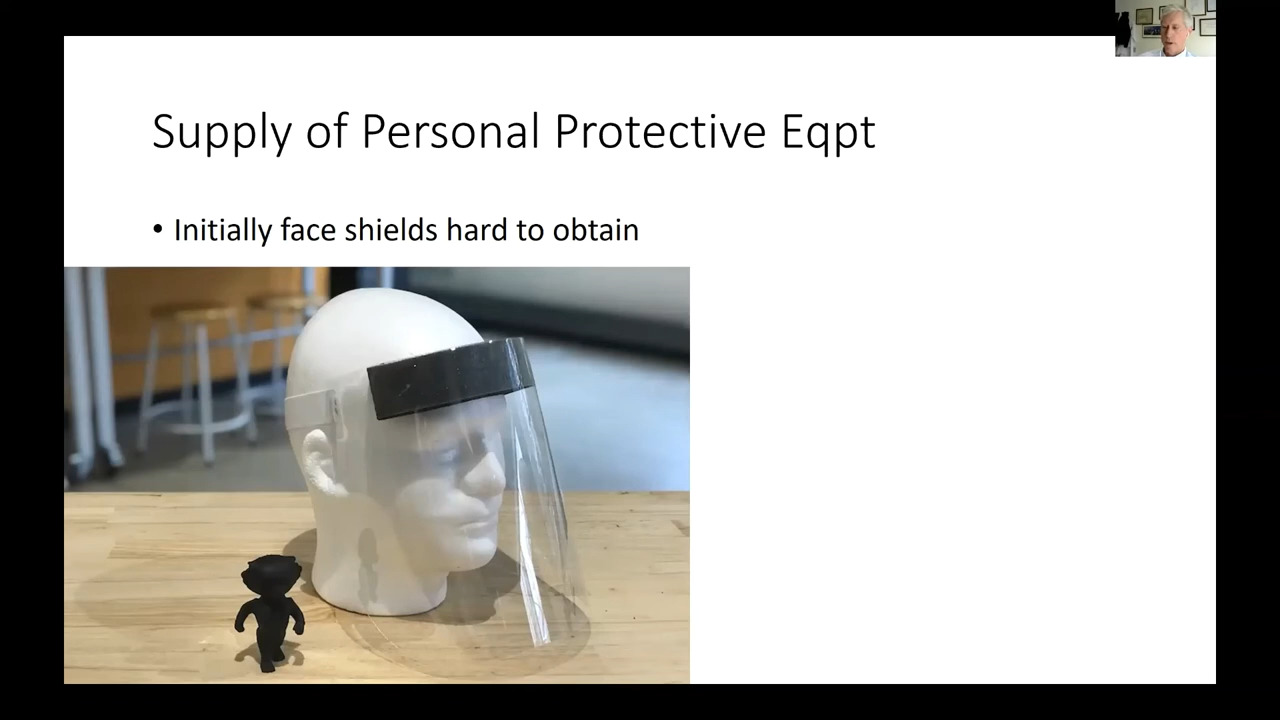 Supply of Personal Protective Eqpt
• Initially face shields hard to obtain